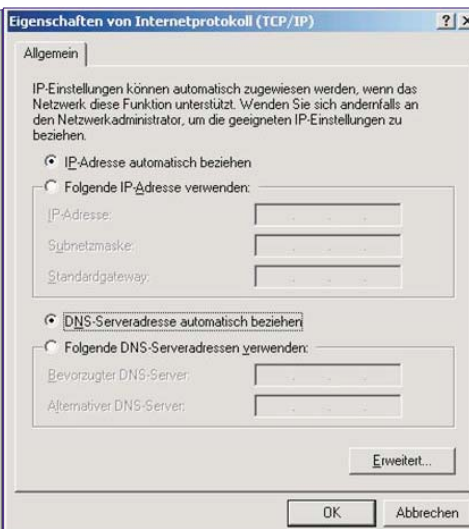 Eigenschaften von Internetprotokoll (TCP/IP)
Allgemein
IP-Einstellungen können automatisch zugewiesen werden, wenn das
Netzwerk diese Funktion unterstützt. Wenden Sie sich andernfalls an
den Netzwerkadministrator, um die geeigneten IP-Einstellungen zu
beziehen.
IP-Adresse automatisch beziehen
Folgende IP-Adresse verwenden:
IP-Adresse:
Subnetzmaske:
Standardgateway:
DNS-Serveradresse automatisch beziehen
Folgende DNS-Serveradressen verwenden:
Bevorzugter DNS-Server:
Alternativer DNS-Server:
Erweitert...
OK Abbrechen